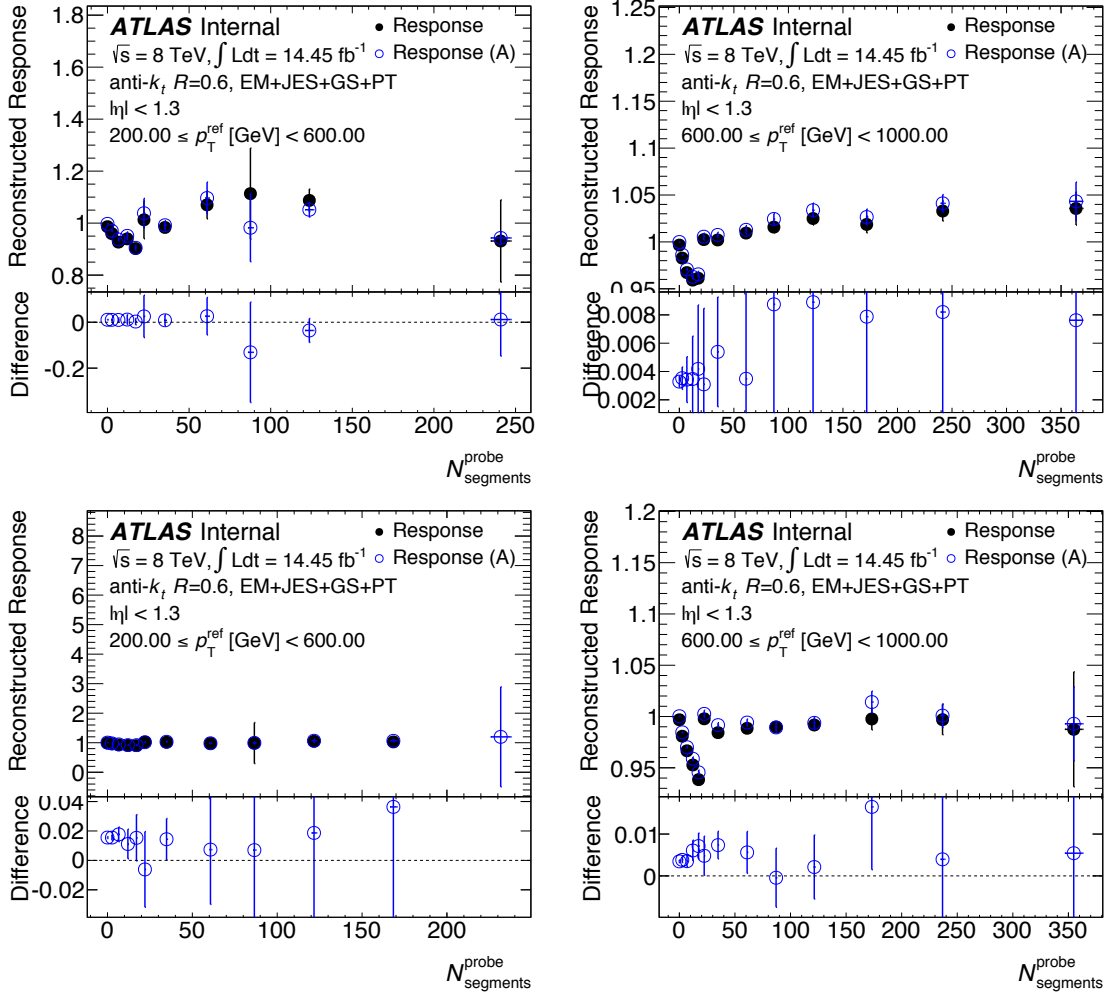 ATLAS Internal
√s = 8 TeV, ∫ Ldt = 14.45 fb⁻¹
anti-kₜ R=0.6, EM+JES+GS+PT
|η| < 1.3
200.00 ≤ p_T^ref [GeV] < 600.00
Response
Response (A)
Reconstructed Response
1.8
1.6
1.4
1.2
1
0.8
Difference
0
-0.2
0 50 100 150 200 250
N_segments^probe
ATLAS Internal
√s = 8 TeV, ∫ Ldt = 14.45 fb⁻¹
anti-kₜ R=0.6, EM+JES+GS+PT
|η| < 1.3
600.00 ≤ p_T^ref [GeV] < 1000.00
Response
Response (A)
Reconstructed Response
1.25
1.2
1.15
1.1
1.05
1
0.95
Difference
0.008
0.006
0.004
0.002
0 50 100 150 200 250 300 350
N_segments^probe
ATLAS Internal
√s = 8 TeV, ∫ Ldt = 14.45 fb⁻¹
anti-kₜ R=0.6, EM+JES+GS+PT
|η| < 1.3
200.00 ≤ p_T^ref [GeV] < 600.00
Response
Response (A)
Reconstructed Response
8
7
6
5
4
3
2
1
0
Difference
0.04
0.02
0
-0.02
0 50 100 150 200
N_segments^probe
ATLAS Internal
√s = 8 TeV, ∫ Ldt = 14.45 fb⁻¹
anti-kₜ R=0.6, EM+JES+GS+PT
|η| < 1.3
600.00 ≤ p_T^ref [GeV] < 1000.00
Response
Response (A)
Reconstructed Response
1.2
1.15
1.1
1.05
1
0.95
Difference
0.01
0
0 50 100 150 200 250 300 350
N_segments^probe